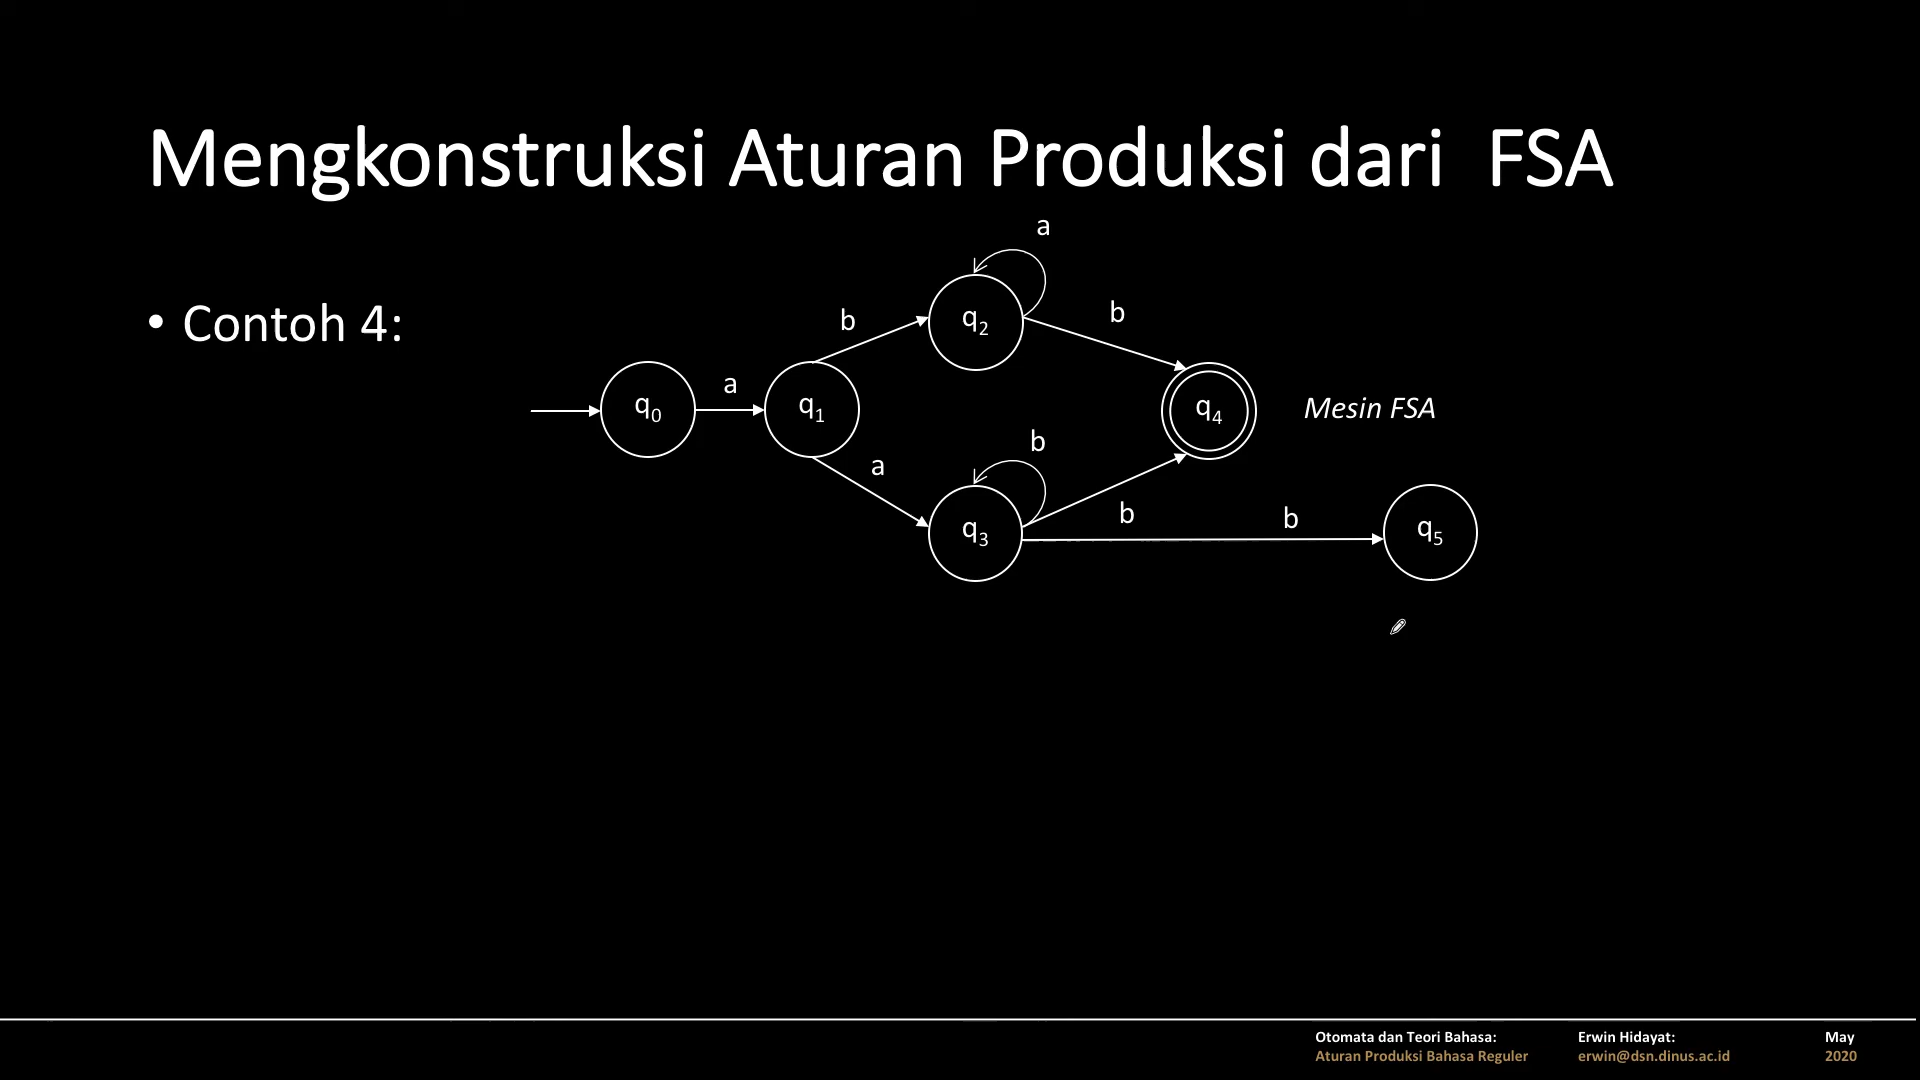 Mengkonstruksi Aturan Produksi dari FSA
a
• Contoh 4:
b
q2
b
a
q0
q1
q4
Mesin FSA
a
b
q3
b
b
q5
Otomata dan Teori Bahasa:
Aturan Produksi Bahasa Reguler
Erwin Hidayat:
erwin@dsn.dinus.ac.id
May
2020